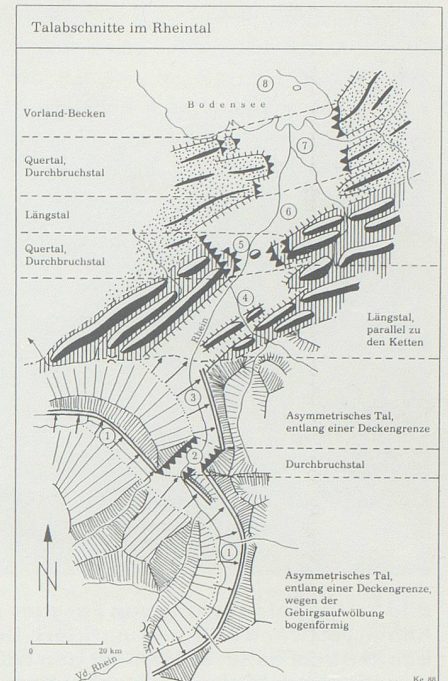 Talabschnitte im Rheintal
8
Bodensee
Vorland-Becken
7
Quertal,
Durchbruchstal
Längstal
6
Quertal,
Durchbruchstal
5
4
Rhein
Längstal,
parallel zu
den Ketten
3
Asymmetrisches Tal,
entlang einer Deckengrenze
1
2
Durchbruchstal
1
Asymmetrisches Tal,
entlang einer Deckengrenze,
wegen der
Gebirgsaufwölbung
bogenförmig
N
0 20 km
Vd. Rhein
Ke 88